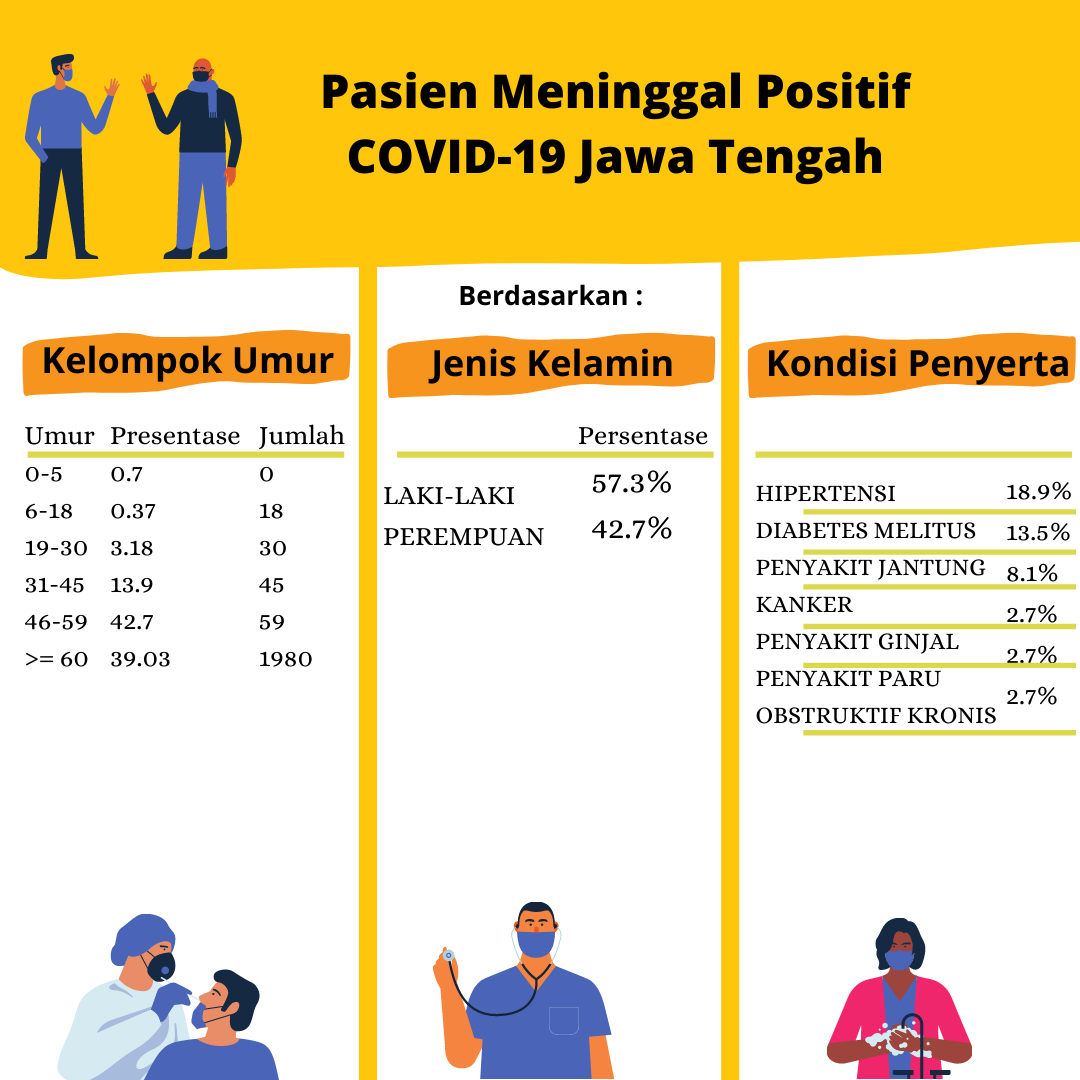 Pasien Meninggal Positif
COVID-19 Jawa Tengah
Berdasarkan :
Kelompok Umur
Umur Presentase Jumlah
0-5 0.7 0
6-18 0.37 18
19-30 3.18 30
31-45 13.9 45
46-59 42.7 59
>= 60 39.03 1980
Jenis Kelamin
Persentase
LAKI-LAKI 57.3%
PEREMPUAN 42.7%
Kondisi Penyerta
HIPERTENSI 18.9%
DIABETES MELITUS 13.5%
PENYAKIT JANTUNG 8.1%
KANKER 2.7%
PENYAKIT GINJAL 2.7%
PENYAKIT PARU
OBSTRUKTIF KRONIS 2.7%